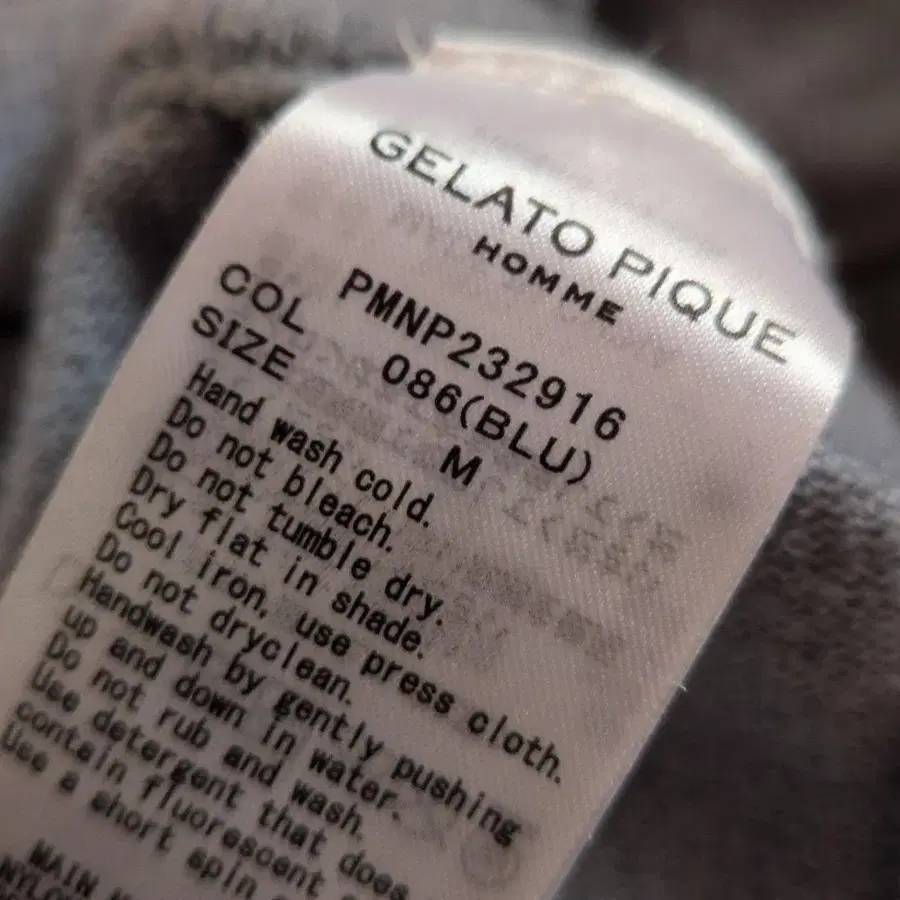 GELATO PIQUE
HOMME
PMNP232916
COL 086(BLU)
SIZE M
Hand wash cold.
Do not bleach.
Do not tumble dry.
Dry flat in shade.
Cool iron, use press cloth.
Do not dryclean.
Handwash by gently pushing
up and down in water.
Do not rub and wash.
Use detergent that does
contain fluorescent
Use a short spin
MAIN
NYLON